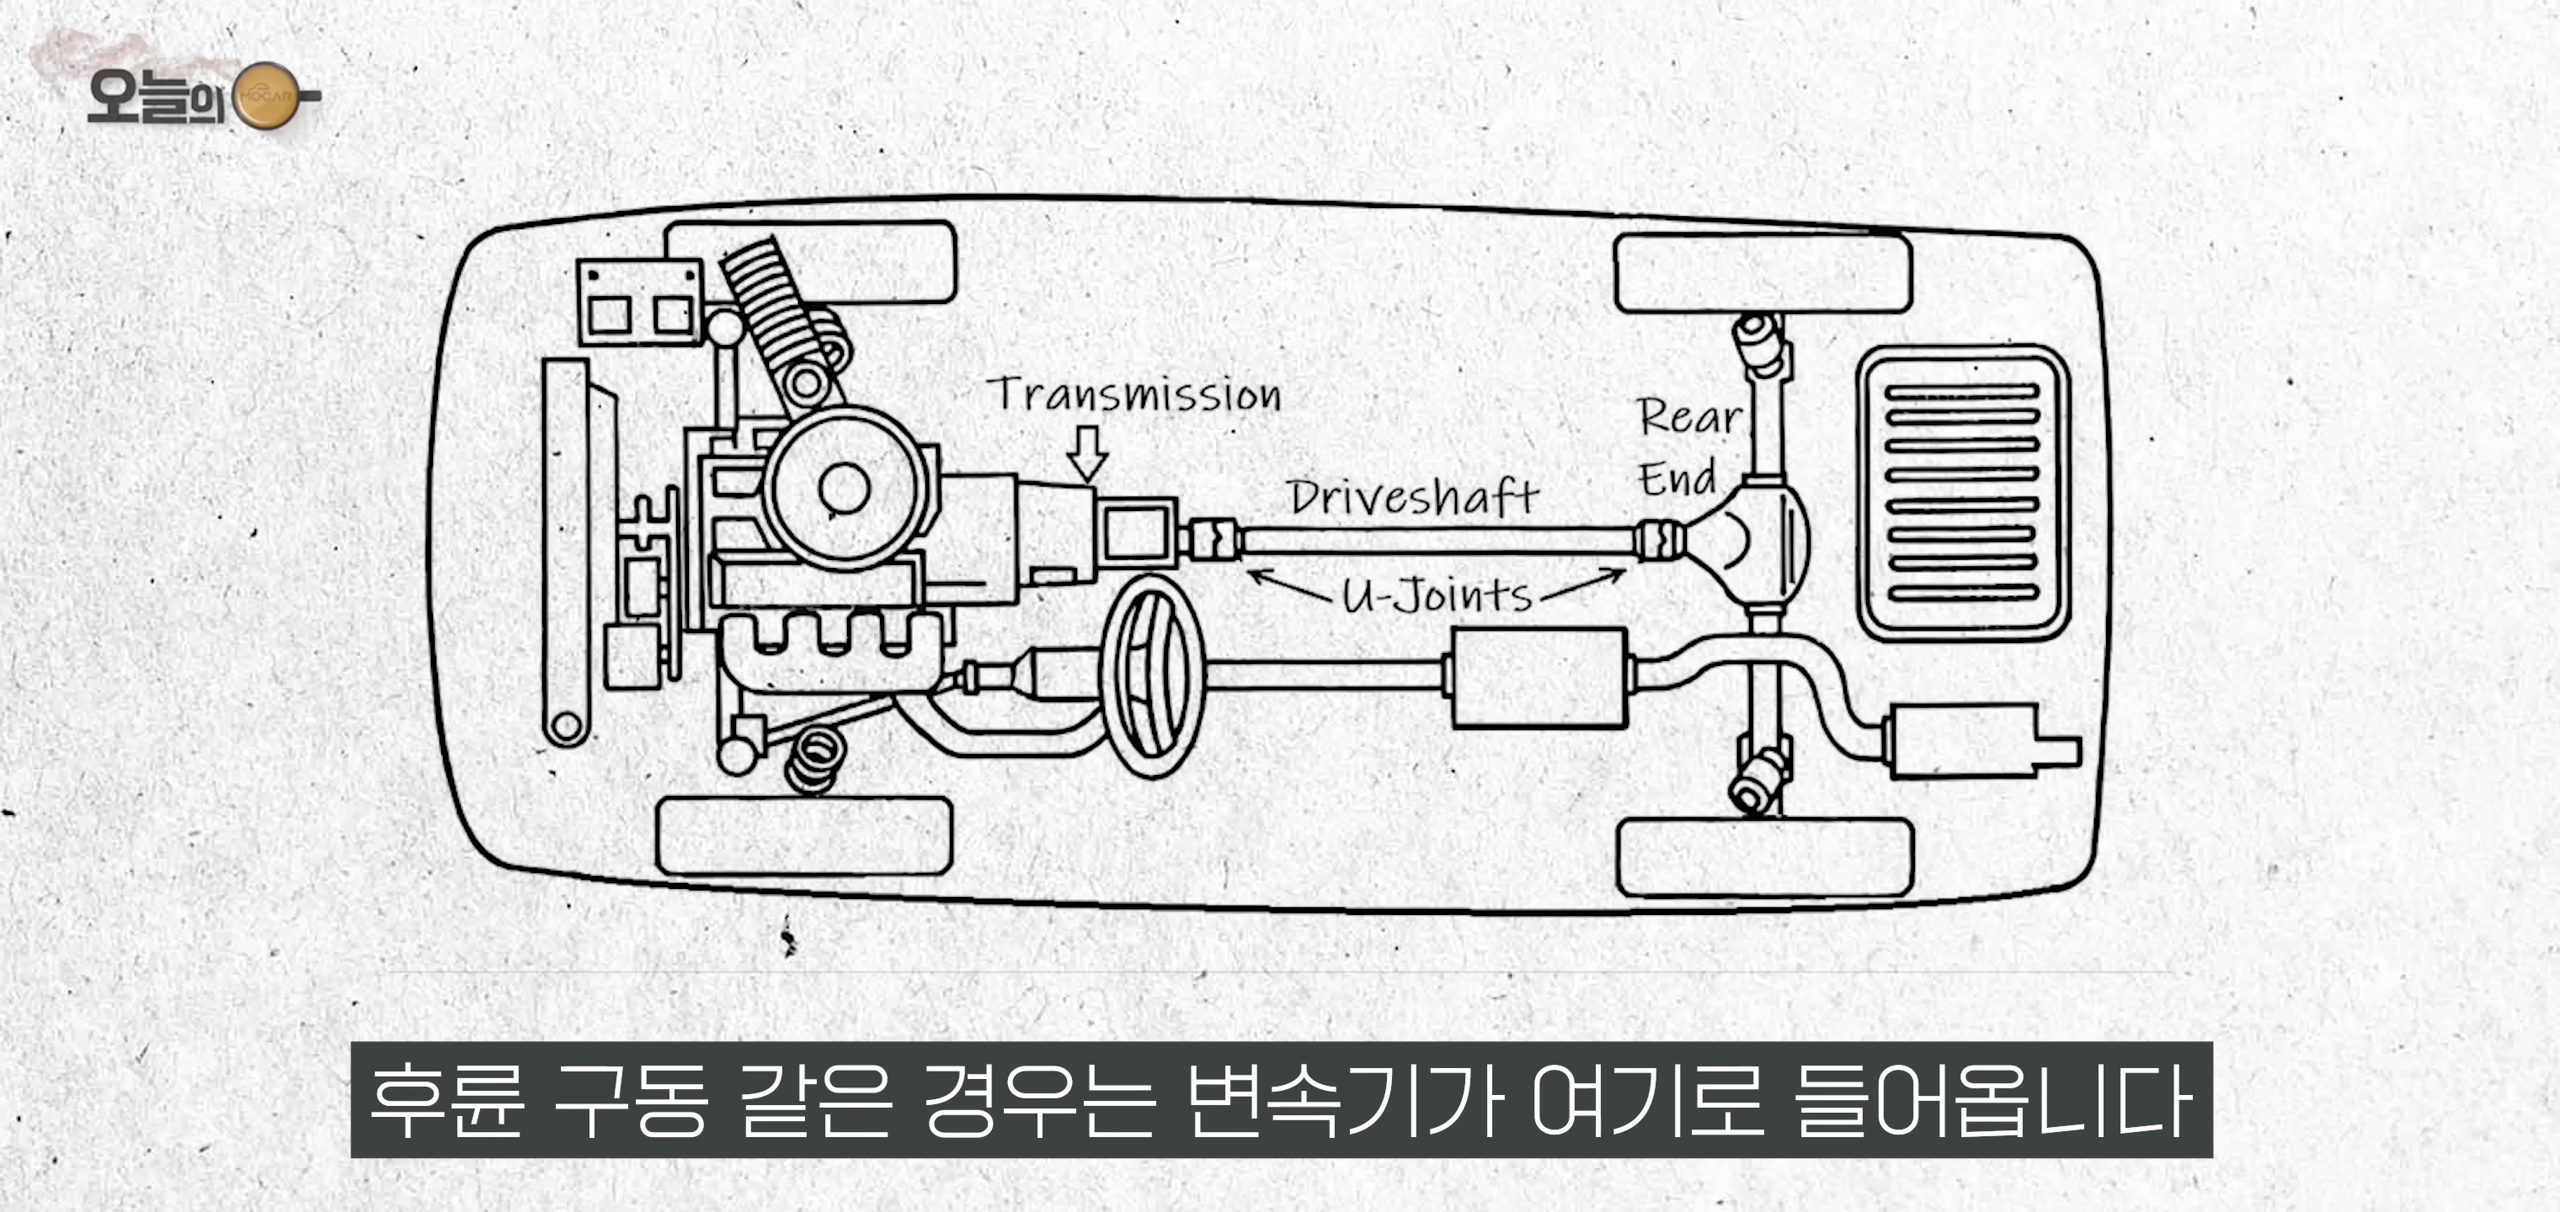 오늘의
MOCAR
Transmission
Rear
End
Driveshaft
U-Joints
후륜 구동 같은 경우는 변속기가 여기로 들어옵니다